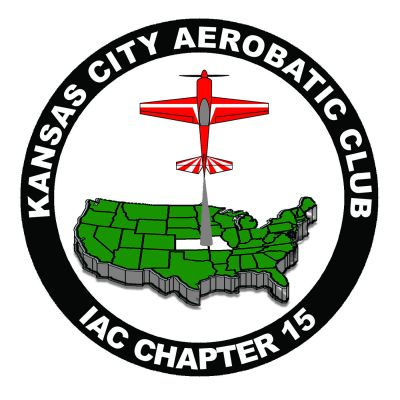 KANSAS CITY AEROBATIC CLUB
IAC CHAPTER 15